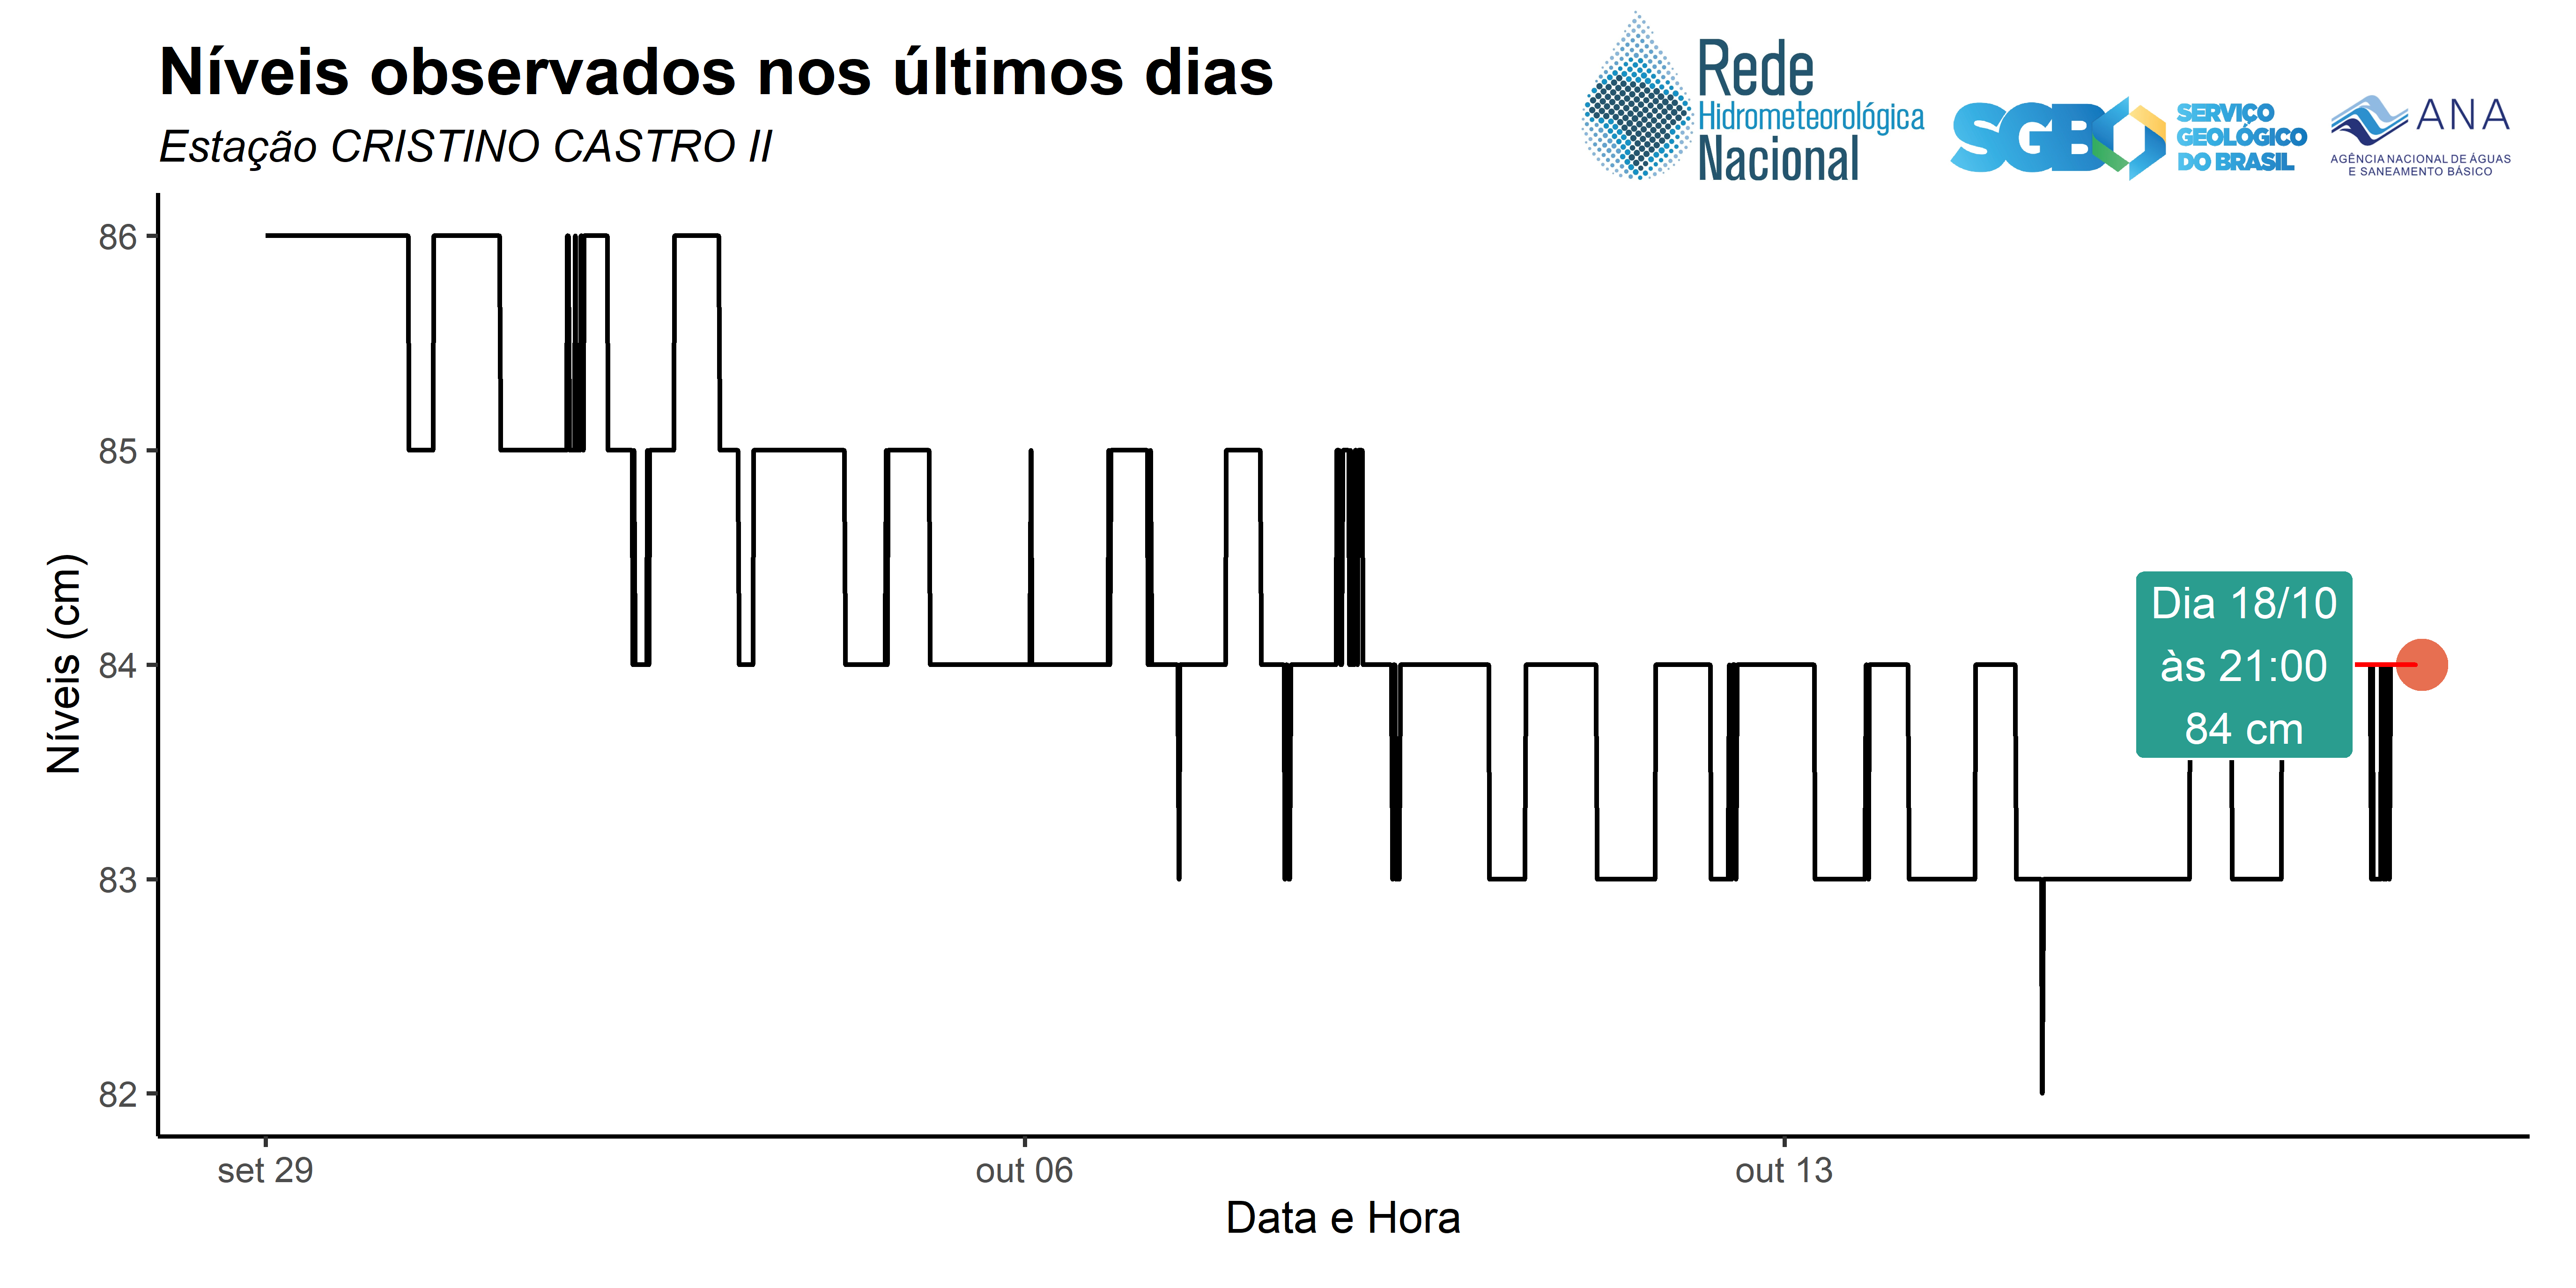 Níveis observados nos últimos dias
Estação CRISTINO CASTRO II
Rede
Hidrometeorológica
Nacional
SGB
SERVIÇO
GEOLÓGICO
DO BRASIL
ANA
AGÊNCIA NACIONAL DE ÁGUAS
E SANEAMENTO BÁSICO
Níveis (cm)
86
85
84
83
82
Dia 18/10
às 21:00
84 cm
set 29
out 06
out 13
Data e Hora